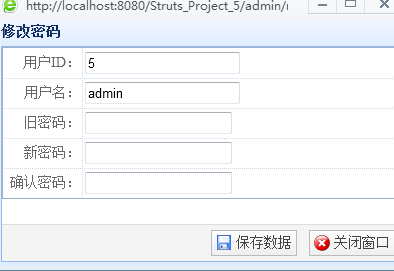 http://localhost:8080/Struts_Project_5/admin/
修改密码
用户ID： 5
用户名： admin
旧密码：
新密码：
确认密码：
保存数据 关闭窗口